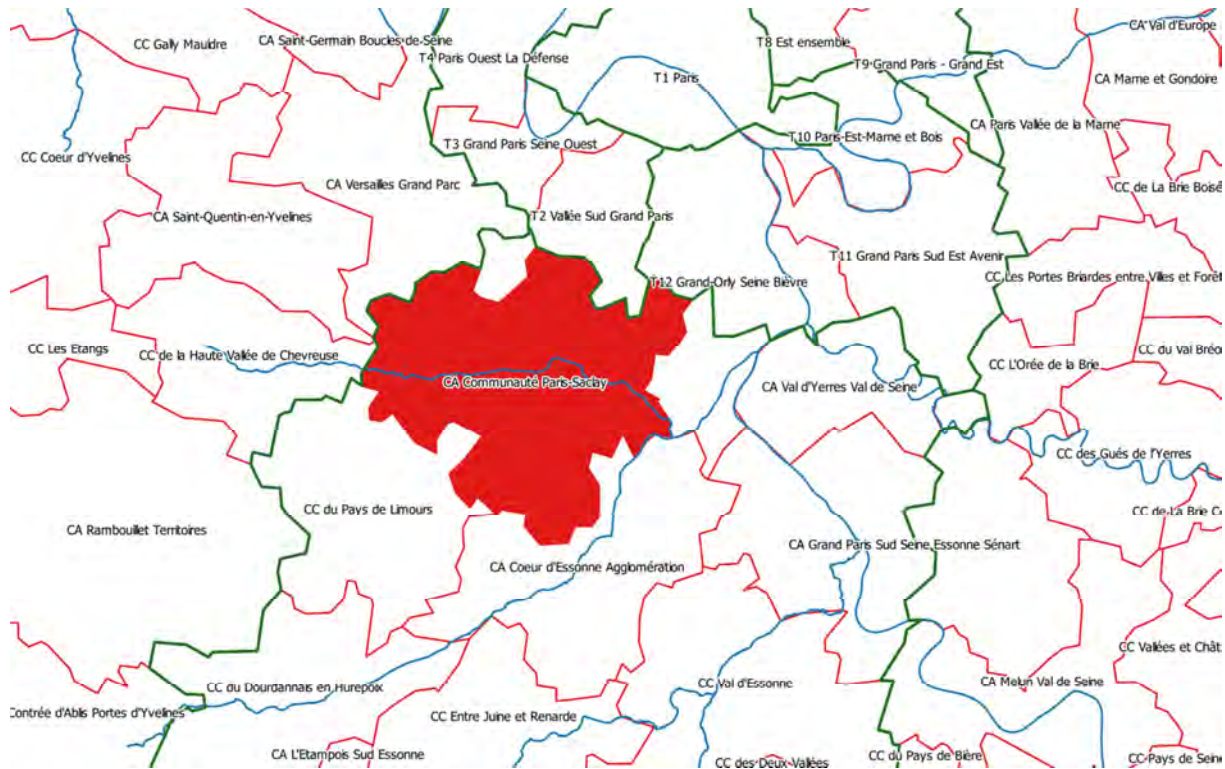 CA Val d'Europe
CC Gally Mauldre
CA Saint-Germain Boucles-de-Seine
T8 Est ensemble
T4 Paris Ouest La Défense
T9 Grand Paris - Grand Est
T1 Paris
CA Marne et Gondoire
CA Paris Vallée de la Marne
T10 Paris-Est-Marne et Bois
T3 Grand Paris Seine Ouest
CC Coeur d'Yvelines
CA Versailles Grand Parc
CC de La Brie Boisé
CA Saint-Quentin-en-Yvelines
T2 Vallée Sud Grand Paris
T11 Grand Paris Sud Est Avenir
CC Les Portes Briardes entre Villes et Forêt
T12 Grand-Orly Seine Bièvre
CC Les Etangs
CC de la Haute Vallée de Chevreuse
CC du Val Bréo
CC L'Orée de la Brie
CA Communauté Paris-Saclay
CA Val d'Yerres Val de Seine
CC des Gués de l'Yerres
CC du Pays de Limours
CC de La Brie C
CA Rambouillet Territoires
CA Grand Paris Sud Seine Essonne Sénart
CA Coeur d'Essonne Agglomération
CC Vallées et Chât
CC du Dourdannais en Hurepoix
CC Val d'Essonne
CA Melun Val de Seine
Contrée d'Ablis Portes d'Yvelines
CC Entre Juine et Renarde
CA L'Etampois Sud Essonne
CC des Deux Vallées
CC du Pays de Bière
CC Pays de Seine